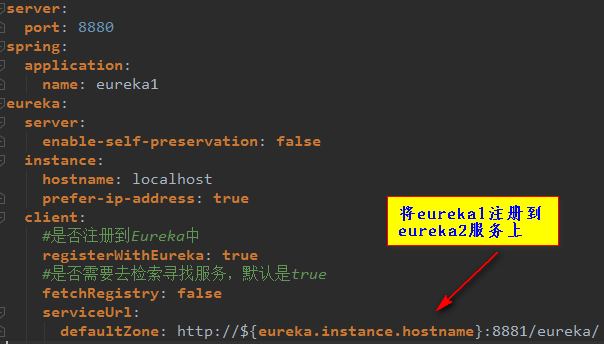 server:
  port: 8880
spring:
  application:
    name: eureka1
eureka:
  server:
    enable-self-preservation: false
  instance:
    hostname: localhost
    prefer-ip-address: true
  client:
    #是否注册到Eureka中
    registerWithEureka: true
    #是否需要去检索寻找服务，默认是true
    fetchRegistry: false
    serviceUrl:
      defaultZone: http://${eureka.instance.hostname}:8881/eureka/
将eureka1注册到
eureka2服务上